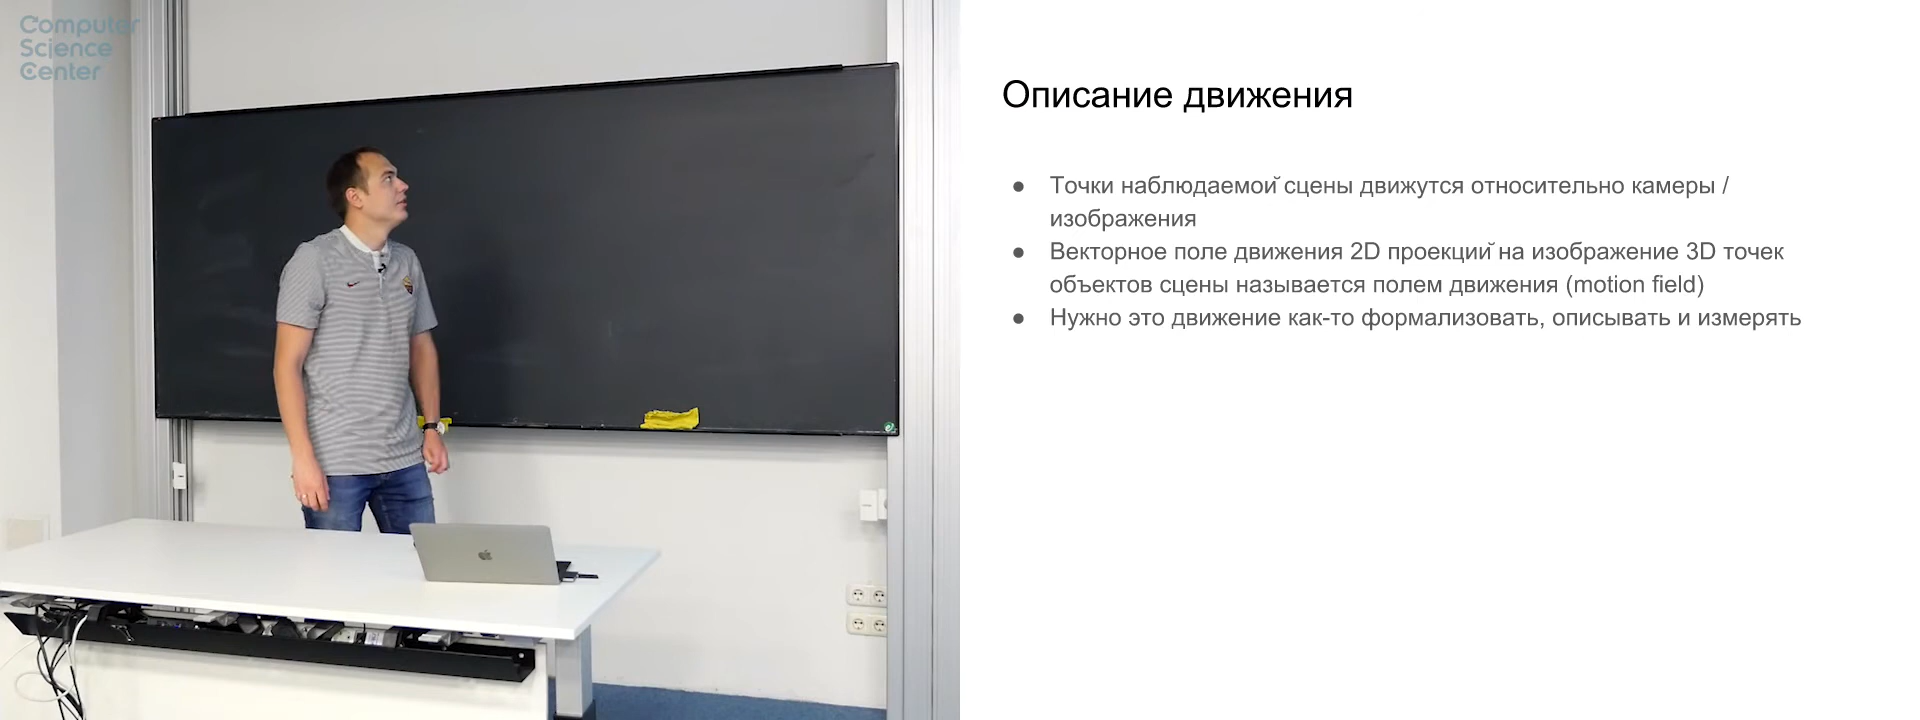 Computer
Science
Center
Описание движения
● Точки наблюдаемой сцены движутся относительно камеры /
изображения
● Векторное поле движения 2D проекций на изображение 3D точек
объектов сцены называется полем движения (motion field)
● Нужно это движение как-то формализовать, описывать и измерять